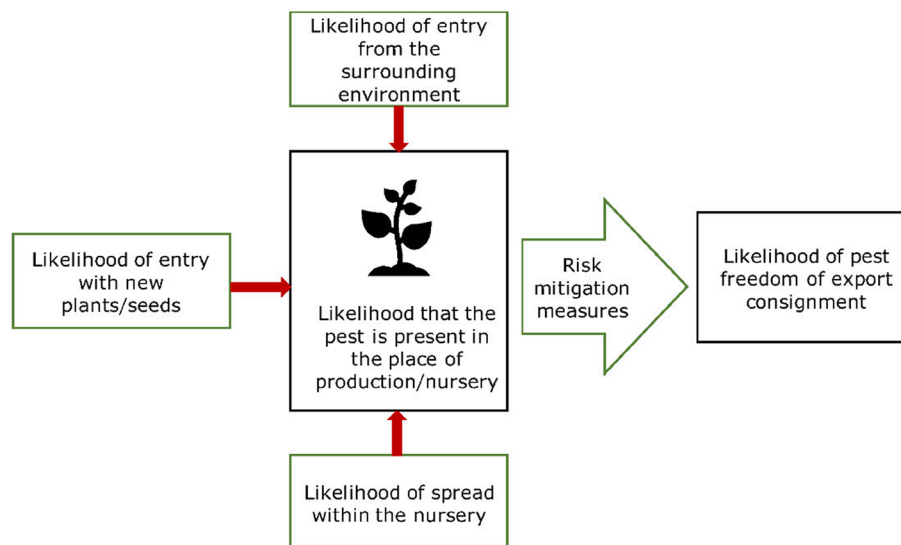 Likelihood of entry
from the
surrounding
environment
Likelihood of entry
with new
plants/seeds
Likelihood that the
pest is present in
the place of
production/nursery
Risk
mitigation
measures
Likelihood of pest
freedom of export
consignment
Likelihood of spread
within the nursery